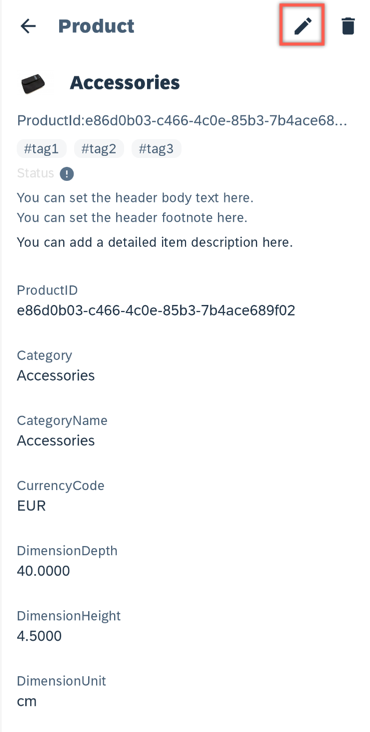 Product
Accessories
ProductId:e86d0b03-c466-4c0e-85b3-7b4ace68...
#tag1 #tag2 #tag3
Status
You can set the header body text here.
You can set the header footnote here.
You can add a detailed item description here.
ProductID
e86d0b03-c466-4c0e-85b3-7b4ace689f02
Category
Accessories
CategoryName
Accessories
CurrencyCode
EUR
DimensionDepth
40.0000
DimensionHeight
4.5000
DimensionUnit
cm